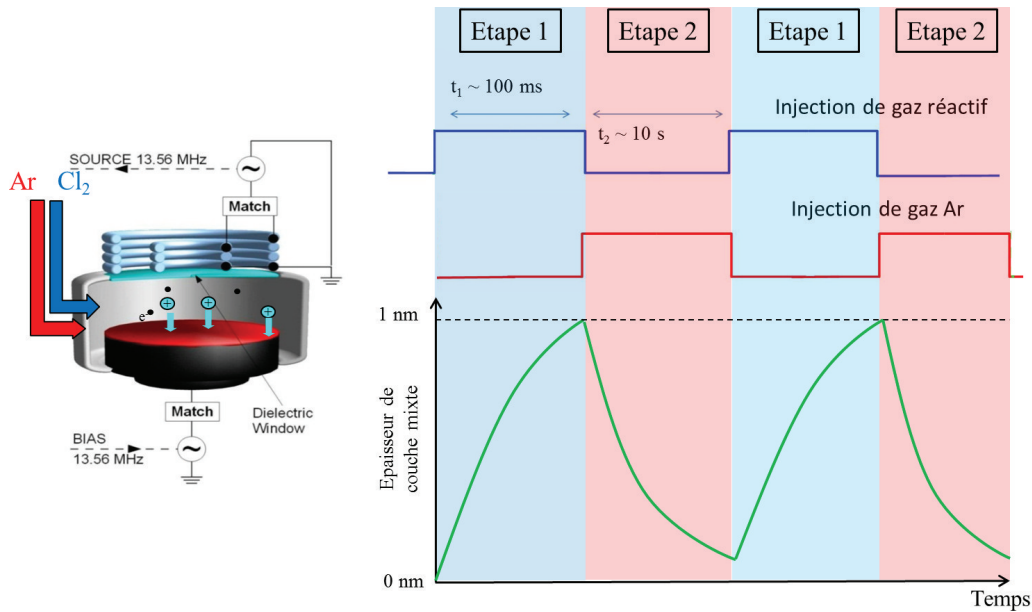 Etape 1
Etape 2
Etape 1
Etape 2
t1 ~ 100 ms
t2 ~ 10 s
Injection de gaz réactif
Injection de gaz Ar
SOURCE 13.56 MHz
~
Ar
Cl2
Match
+
+
+
e-
Match
Dielectric
Window
BIAS
13.56 MHz
~
1 nm
Epaisseur de
couche mixte
0 nm
Temps